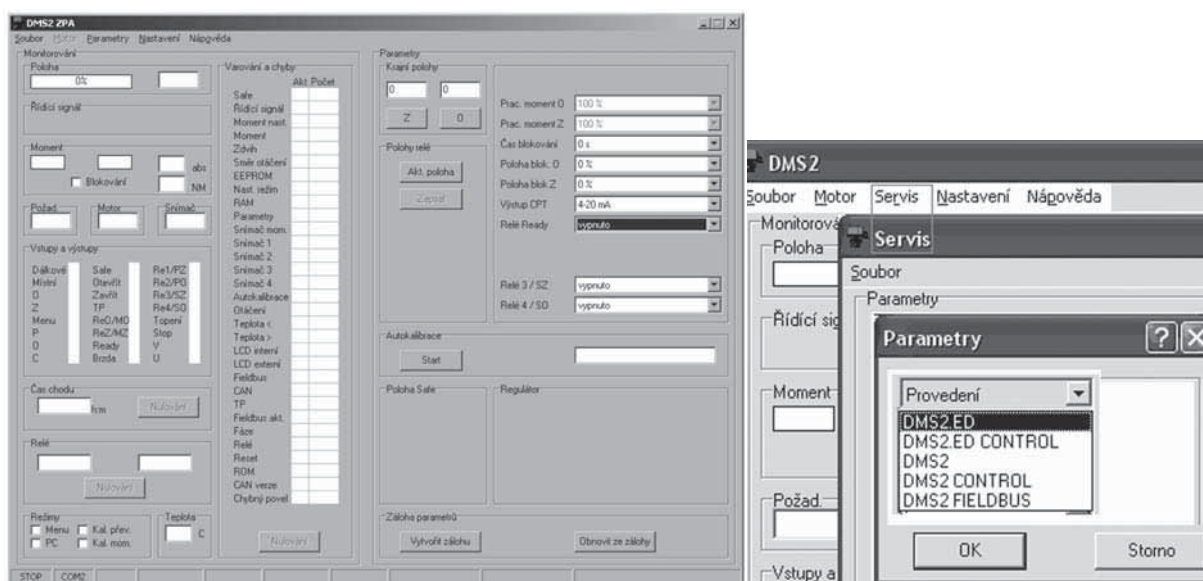 DMS2 ZPA
Soubor Motor Parametry Nastavení Nápověda
Monitorování
Poloha
0%
Řídící signál
Moment
abs
Blokování
NM
Požad. Motor Snímač
Vstupy a výstupy
Dálkové Safe Re1/PZ
Místní Otevřít Re2/PO
O Zavřít Re3/SZ
Z TP Re4/SO
Menu ReO/MO Topení
P ReZ/MZ Stop
O Ready V
C Brzda U
Čas chodu
h:m Nulování
Relé
Nulování
Režimy
Menu Kal. přev.
PC Kal. mom.
Teplota
C
Varování a chyby
Akt. Počet
Safe
Řídící signál
Moment nast.
Moment
Zdvih
Směr otáčení
EEPROM
Nast. režim
RAM
Parametry
Snímač mom.
Snímač 1
Snímač 2
Snímač 3
Snímač 4
Autokalibrace
Otáčení
Teplota <
Teplota >
LCD interní
LCD externí
Fieldbus
CAN
TP
Fieldbus akt.
Fáze
Relé
Reset
ROM
CAN verze
Chybný povel
Nulování
Parametry
Krajní polohy
0 0
Z O
Polohy relé
Akt. poloha
Zapsat
Prac. moment O 100 %
Prac. moment Z 100 %
Čas blokování 0 s
Poloha blok. O 0 %
Poloha blok. Z 0 %
Výstup CPT 4-20 mA
Relé Ready vypnuto
Relé 3 / SZ vypnuto
Relé 4 / SO vypnuto
Autokalibrace
Start
Poloha Safe
Regulátor
Záloha parametrů
Vytvořit zálohu Obnovit ze zálohy
STOP COM2
DMS2
Soubor Motor Servis Nastavení Nápověda
Monitorová
Poloha
Řídící sig
Moment
Požad.
Vstupy a
Servis
Soubor
Parametry
Parametry
Provedení
DMS2.ED
DMS2.ED CONTROL
DMS2
DMS2 CONTROL
DMS2 FIELDBUS
OK Storno